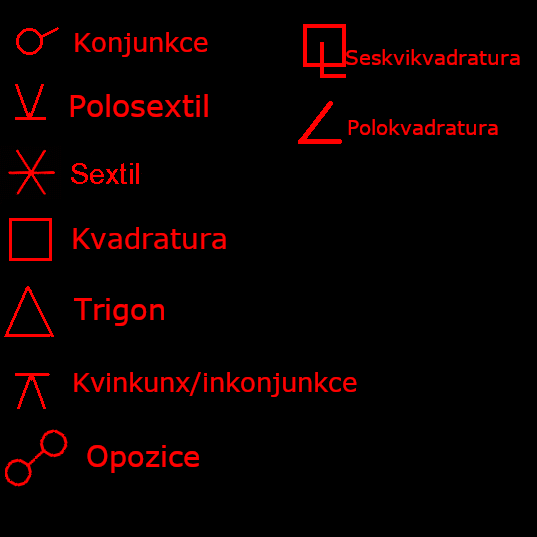 Konjunkce
Polosextil
Sextil
Kvadratura
Trigon
Kvinkunx/inkonjunkce
Opozice
Seskvikvadratura
Polokvadratura